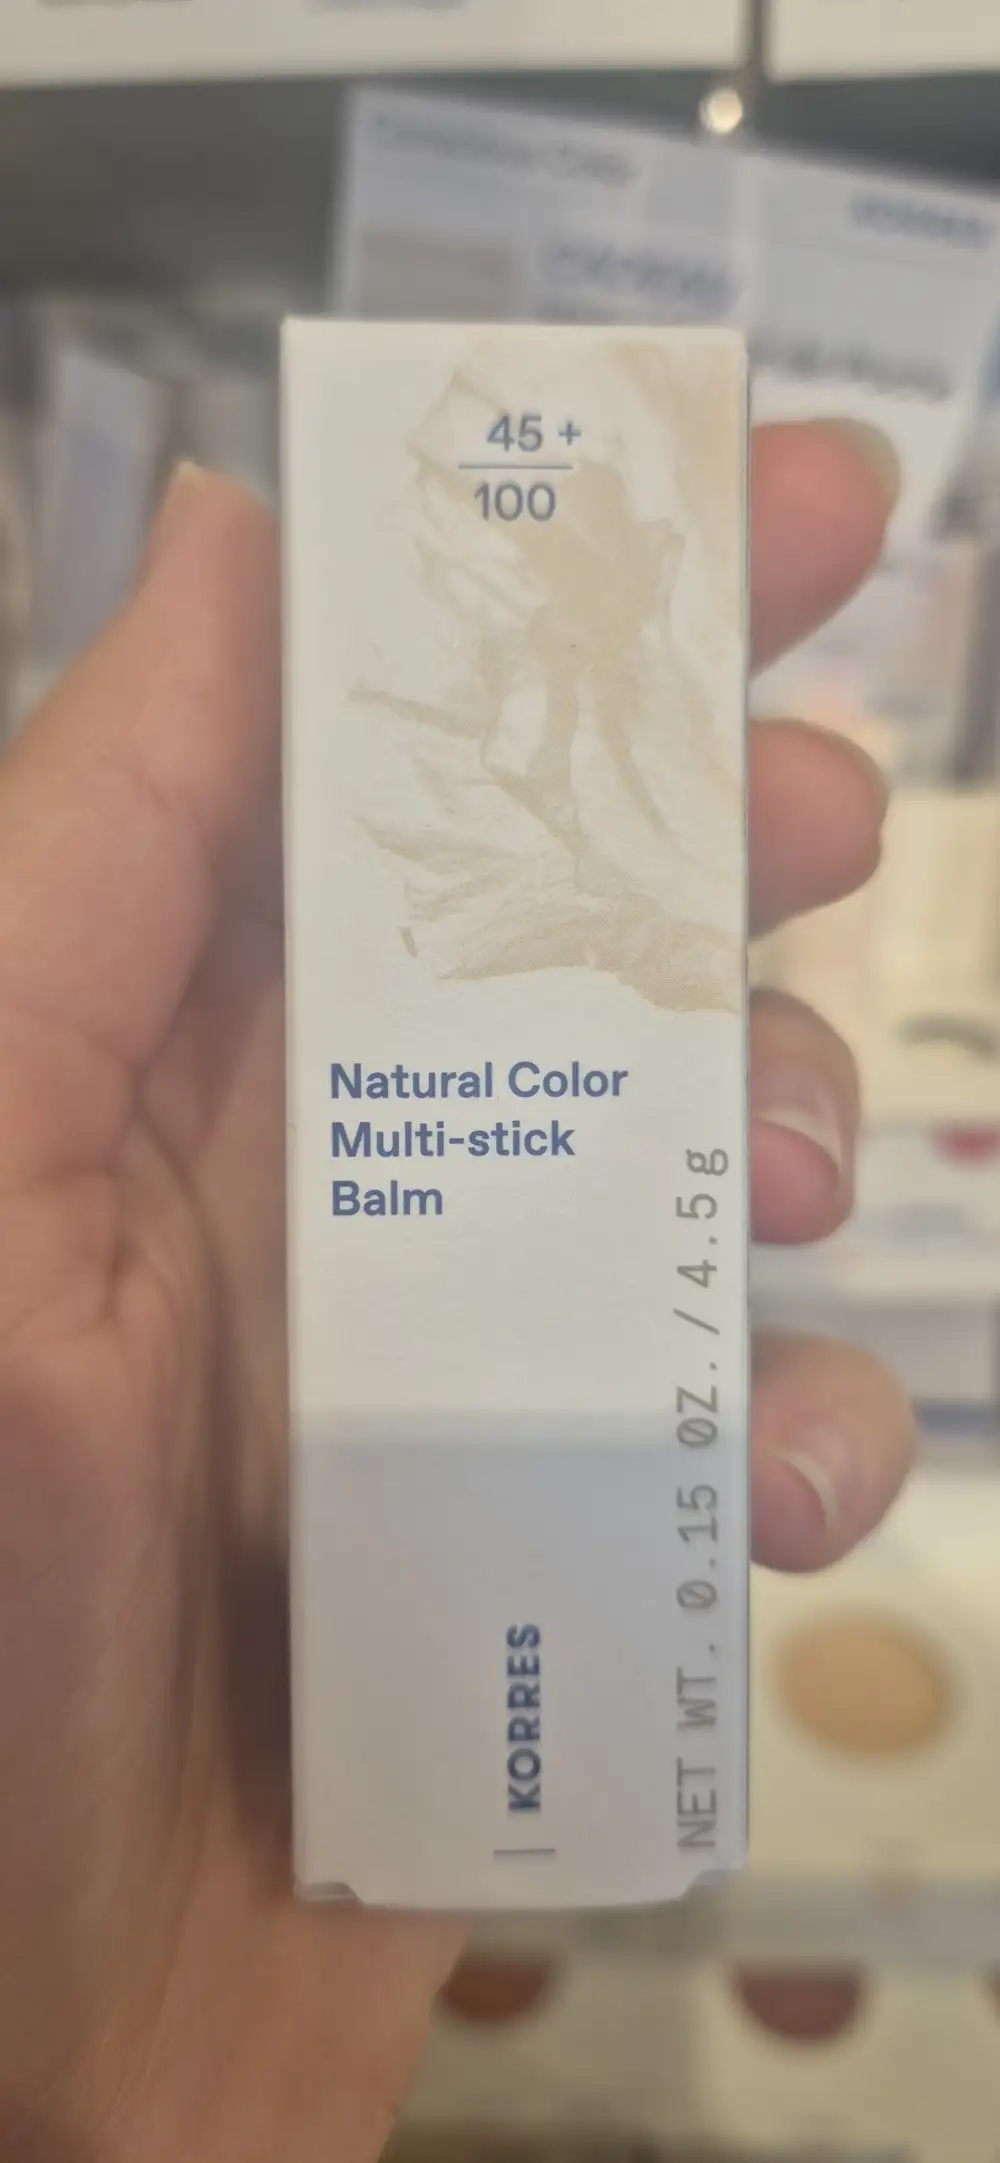 45 +
100
Natural Color
Multi-stick
Balm
NET WT. 0.15 OZ. / 4.5 g
KORRES